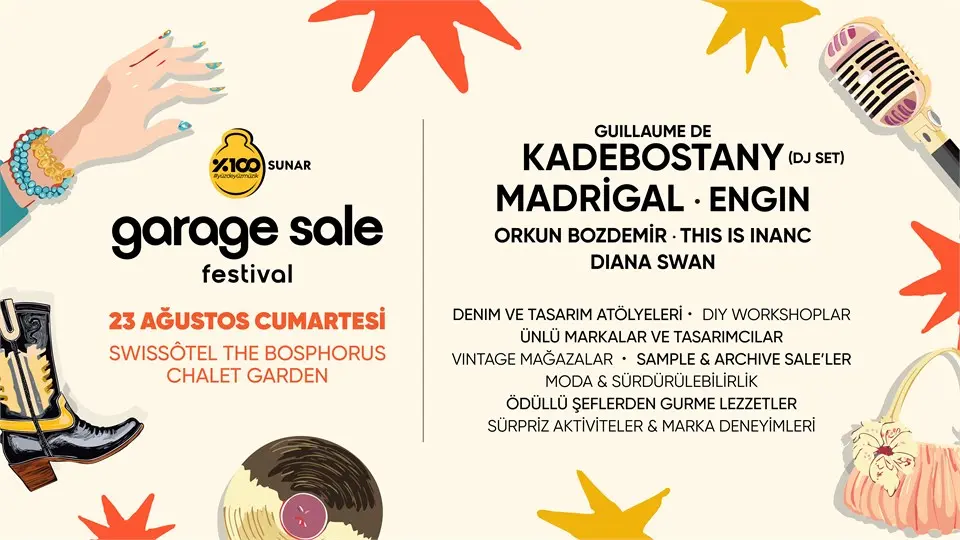 %100
#yüzdeyüzmüzik
SUNAR
garage sale
festival
23 AĞUSTOS CUMARTESİ
SWISSÔTEL THE BOSPHORUS
CHALET GARDEN
GUILLAUME DE
KADEBOSTANY (DJ SET)
MADRİGAL · ENGIN
ORKUN BOZDEMİR · THIS IS INANC
DIANA SWAN
DENIM VE TASARIM ATÖLYELERİ • DIY WORKSHOPLAR
ÜNLÜ MARKALAR VE TASARIMCILAR
VINTAGE MAĞAZALAR • SAMPLE & ARCHIVE SALE'LER
MODA & SÜRDÜRÜLEBİLİRLİK
ÖDÜLLÜ ŞEFLERDEN GURME LEZZETLER
SÜRPRİZ AKTİVİTELER & MARKA DENEYİMLERİ